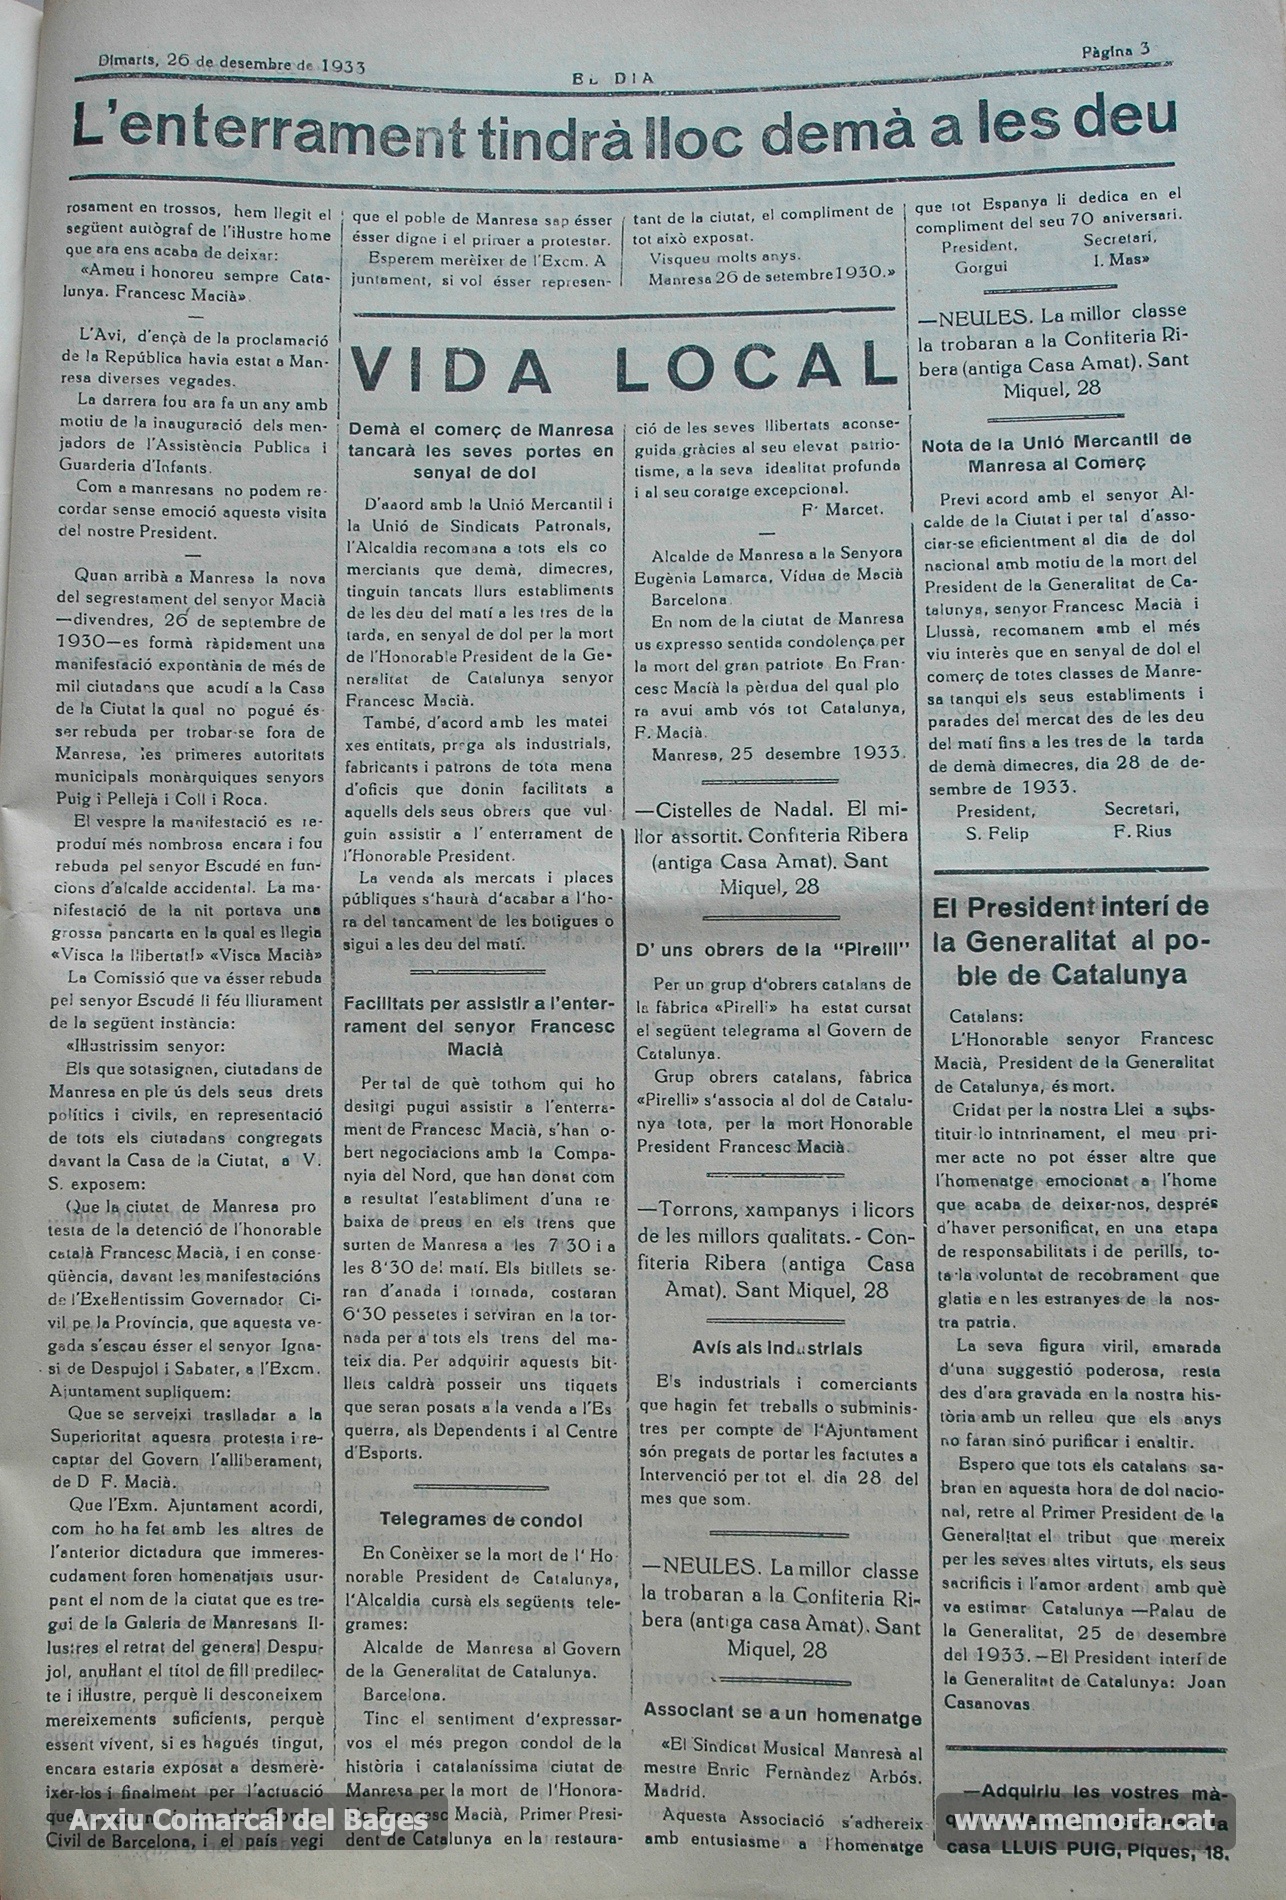 Dimarts, 26 de desembre de 1933
EL DIA
Pàgina 3
L'enterrament tindrà lloc demà a les deu
rosament en trossos, hem llegit el
següent autògraf de l'iŀlustre home
que ara ens acaba de deixar:
«Ameu i honoreu sempre Cata-
lunya. Francesc Macià».
L'Avi, d'ençà de la proclamació
de la República havia estat a Man-
resa diverses vegades.
La darrera fou ara fa un any amb
motiu de la inauguració dels men-
jadors de l'Assistència Publica i
Guarderia d'Infants.
Com a manresans no podem re-
cordar sense emoció aquesta visita
del nostre President.
Quan arribà a Manresa la nova
del segrestament del senyor Macià
—divendres, 26 de septembre de
1930—es formà ràpidement una
manifestació expontània de més de
mil ciutadans que acudí a la Casa
de la Ciutat la qual no pogué és-
ser rebuda per trobar-se fora de
Manresa, les primeres autoritats
municipals monàrquiques senyors
Puig i Pellejà i Coll i Roca.
El vespre la manifestació es re-
produí més nombrosa encara i fou
rebuda pel senyor Escudé en fun-
cions d'alcalde accidental. La ma-
nifestació de la nit portava una
grossa pancarta en la qual es llegia
«Visca la llibertat!» «Visca Macià»
La Comissió que va ésser rebuda
pel senyor Escudé li féu lliurament
de la següent instància:
«Iŀlustrissim senyor:
Els que sotasignen, ciutadans de
Manresa en ple ús dels seus drets
polítics i civils, en representació
de tots els ciutadans congregats
davant la Casa de la Ciutat, a V.
S. exposem:
Que la ciutat de Manresa pro
testa de la detenció de l'honorable
català Francesc Macià, i en conse-
qüència, davant les manifestacións
de l'Exeŀlentissim Governador Ci-
vil pe la Província, que aquesta ve-
gada s'escau ésser el senyor Igna-
si de Despujol i Sabater, a l'Excm.
Ajuntament supliquem:
Que se serveixi traslladar a la
Superioritat aquesra protesta i re-
captar del Govern l'alliberament,
de D F. Macià.
Que l'Exm. Ajuntament acordi,
com ho ha fet amb les altres de
l'anterior dictadura que immeres-
cudament foren homenatjats usur-
pant el nom de la ciutat que es tre-
gui de la Galeria de Manresans Il-
lustres el retrat del general Despu-
jol, anuŀlant el títol de fill predilec-
te i iŀlustre, perquè li desconeixem
mereixements suficients, perquè
essent vivent, si es hagués tingut,
encara estaria exposat a desmerè-
ixer-los i finalment per l'actuació
Civil de Barcelona, i el país vegi
que el poble de Manresa sap ésser
ésser digne i el primer a protestar.
Esperem merèixer de l'Excm. A
juntament, si vol ésser represen-
tant de la ciutat, el compliment de
tot això exposat.
Visqueu molts anys.
Manresa 26 de setembre 1930.»
VIDA LOCAL
Demà el comerç de Manresa
tancarà les seves portes en
senyal de dol
D'aaord amb la Unió Mercantil i
la Unió de Sindicats Patronals,
l'Alcaldia recomana a tots els co
merciants que demà, dimecres,
tinguin tancats llurs establiments
de les deu del matí a les tres de la
tarda, en senyal de dol per la mort
de l'Honorable President de la Ge-
neralitat de Catalunya senyor
Francesc Macià.
També, d'acord amb les matei
xes entitats, prega als industrials,
fabricants i patrons de tota mena
d'oficis que donin facilitats a
aquells dels seus obrers que vul-
guin assistir a l'enterrament de
l'Honorable President.
La venda als mercats i places
públiques s'haurà d'acabar a l'ho-
ra del tancament de les botigues o
sigui a les deu del matí.
Facilitats per assistir a l'enter-
rament del senyor Francesc
Macià
Per tal de què tothom qui ho
desitgi pugui assistir a l'enterra-
ment de Francesc Macià, s'han o-
bert negociacions amb la Compa-
nyia del Nord, que han donat com
a resultat l'establiment d'una re
baixa de preus en els trens que
surten de Manresa a les 7'30 i a
les 8'30 del matí. Els bitllets se-
ran d'anada i tornada, costaran
6'30 pessetes i serviran en la tor-
nada per a tots els trens del ma-
teix dia. Per adquirir aquests bit-
llets caldrà posseir uns tiquets
que seran posats a la venda a l'Es
querra, als Dependents i al Centre
d'Esports.
Telegrames de condol
En Conèixer se la mort de l'Ho-
norable President de Catalunya,
l'Alcaldia cursà els següents tele-
grames:
Alcalde de Manresa al Govern
de la Generalitat de Catalunya.
Barcelona.
Tinc el sentiment d'expressar-
vos el més pregon condol de la
història i catalaníssima ciutat de
Manresa per la mort de l'Honora-
Francesc Macià, Primer Presi-
dent de Catalunya en la restaura-
ció de les seves llibertats aconse-
guida gràcies al seu elevat patrio-
tisme, a la seva idealitat profunda
i al seu coratge excepcional.
F. Marcet.
Alcalde de Manresa a la Senyora
Eugènia Lamarca, Vídua de Macià
Barcelona
En nom de la ciutat de Manresa
us expresso sentida condolença per
la mort del gran patriota En Fran-
cesc Macià la pèrdua del qual plo
ra avui amb vós tot Catalunya,
F. Macià.
Manresa, 25 desembre 1933.
—Cistelles de Nadal. El mi-
llor assortit. Confiteria Ribera
(antiga Casa Amat). Sant
Miquel, 28
D'uns obrers de la "Pirelli"
Per un grup d'obrers catalans de
la fàbrica «Pirelli» ha estat cursat
el següent telegrama al Govern de
Catalunya.
Grup obrers catalans, fàbrica
«Pirelli» s'associa al dol de Catalu-
nya tota, per la mort Honorable
President Francesc Macià.
—Torrons, xampanys i licors
de les millors qualitats.- Con-
fiteria Ribera (antiga Casa
Amat). Sant Miquel, 28
Avís als Industrials
Els industrials i comerciants
que hagin fet treballs o subminis-
tres per compte de l'Ajuntament
són pregats de portar les factutes a
Intervenció per tot el dia 28 del
mes que som.
—NEULES. La millor classe
la trobaran a la Confiteria Ri-
bera (antiga casa Amat). Sant
Miquel, 28
Associant se a un homenatge
«El Sindicat Musical Manresà al
mestre Enric Fernàndez Arbós.
Madrid.
Aquesta Associació s'adhereix
amb entusiasme a l'homenatge
que tot Espanya li dedica en el
compliment del seu 70 aniversari.
President, Secretari,
Gorgui I. Mas»
—NEULES. La millor classe
la trobaran a la Confiteria Ri-
bera (antiga Casa Amat). Sant
Miquel, 28
Nota de la Unió Mercantil de
Manresa al Comerç
Previ acord amb el senyor Al-
calde de la Ciutat i per tal d'asso-
ciar-se eficientment al dia de dol
nacional amb motiu de la mort del
President de la Generalitat de Ca-
talunya, senyor Francesc Macià i
Llussà, recomanem amb el més
viu interès que en senyal de dol el
comerç de totes classes de Manre-
sa tanqui els seus establiments i
parades del mercat des de les deu
del matí fins a les tres de la tarda
de demà dimecres, dia 28 de de-
sembre de 1933.
President, Secretari,
S. Felip F. Rius
El President interí de
la Generalitat al po-
ble de Catalunya
Catalans:
L'Honorable senyor Francesc
Macià, President de la Generalitat
de Catalunya, és mort.
Cridat per la nostra Llei a subs-
tituir-lo intnrinament, el meu pri-
mer acte no pot ésser altre que
l'homenatge emocionat a l'home
que acaba de deixar-nos, després
d'haver personificat, en una etapa
de responsabilitats i de perills, to-
ta la voluntat de recobrament que
glatia en les estranyes de la nos-
tra patria.
La seva figura viril, amarada
d'una suggestió poderosa, resta
des d'ara gravada en la nostra his-
tòria amb un relleu que els anys
no faran sinó purificar i enaltir.
Espero que tots els catalans sa-
bran en aquesta hora de dol nacio-
nal, retre al Primer President de la
Generalitat el tribut que mereix
per les seves altes virtuts, els seus
sacrificis i l'amor ardent amb què
va estimar Catalunya —Palau de
la Generalitat, 25 de desembre
del 1933.—El President interí de
la Generalitat de Catalunya: Joan
Casanovas
—Adquiriu les vostres mà-
casa LLUIS PUIG, Piques, 18.
Arxiu Comarcal del Bages
www.memoria.cat